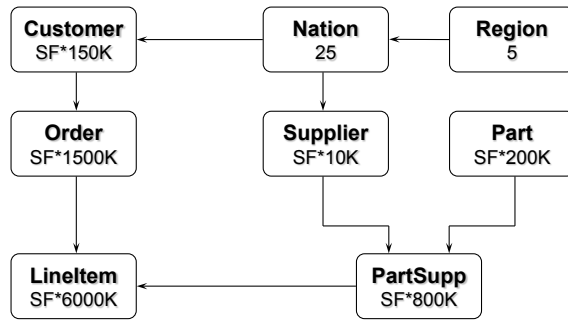 Customer
SF*150K
Nation
25
Region
5
Order
SF*1500K
Supplier
SF*10K
Part
SF*200K
LineItem
SF*6000K
PartSupp
SF*800K